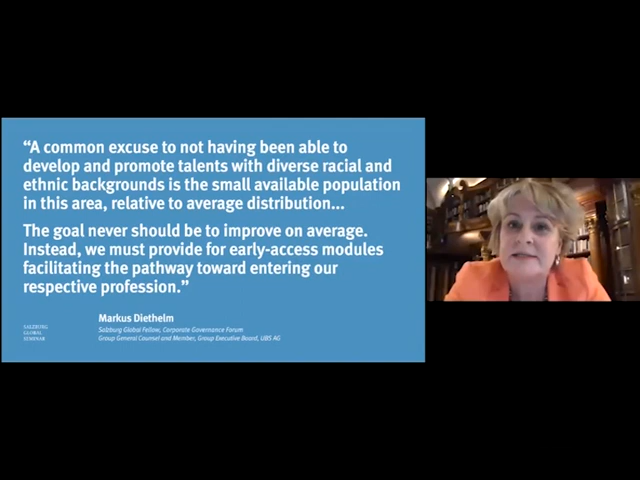 “A common excuse to not having been able to
develop and promote talents with diverse racial and
ethnic backgrounds is the small available population
in this area, relative to average distribution...
The goal never should be to improve on average.
Instead, we must provide for early-access modules
facilitating the pathway toward entering our
respective profession.”
Markus Diethelm
Salzburg Global Fellow, Corporate Governance Forum
Group General Counsel and Member, Group Executive Board, UBS AG
SALZBURG
GLOBAL
SEMINAR